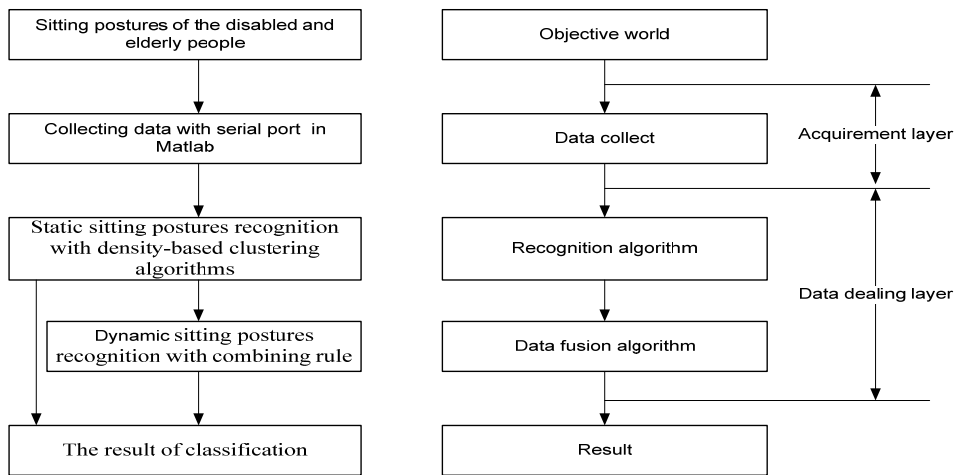 Sitting postures of the disabled and
elderly people
Collecting data with serial port in
Matlab
Static sitting postures recognition
with density-based clustering
algorithms
Dynamic sitting postures
recognition with combining rule
The result of classification
Objective world
Data collect
Recognition algorithm
Data fusion algorithm
Result
Acquirement layer
Data dealing layer